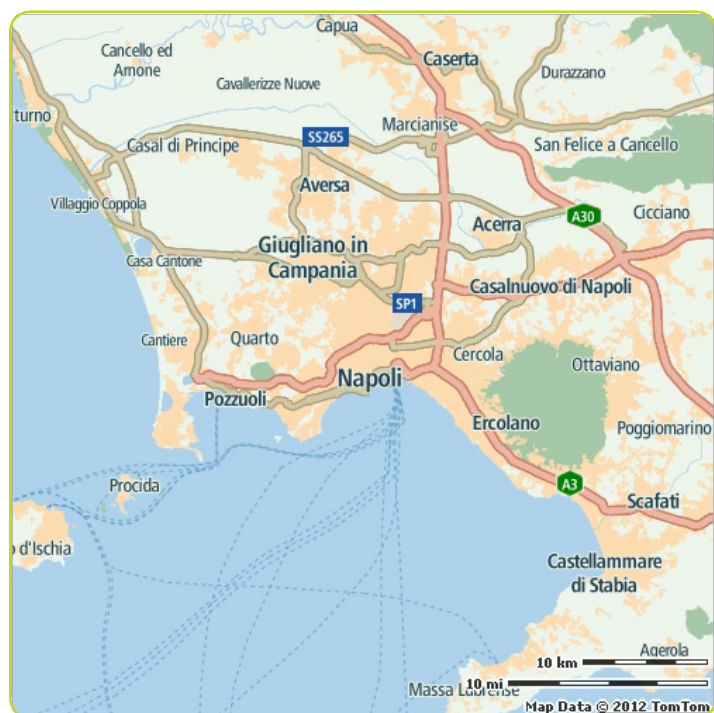 Capua
Cancello ed
Arnone
Caserta
Durazzano
Cavallerizze Nuove
turno
Marcianise
SS265
Casal di Principe
San Felice a Cancello
Aversa
Villaggio Coppola
Cicciano
A30
Acerra
Giugliano in
Campania
Casa Cantone
Casalnuovo di Napoli
SP1
Cantiere
Quarto
Cercola
Ottaviano
Napoli
Pozzuoli
Ercolano
Poggiomarino
Procida
A3
Scafati
o d'Ischia
Castellammare
di Stabia
Agerola
10 km
10 mi
Massa Lubrense
Map Data © 2012 TomTom